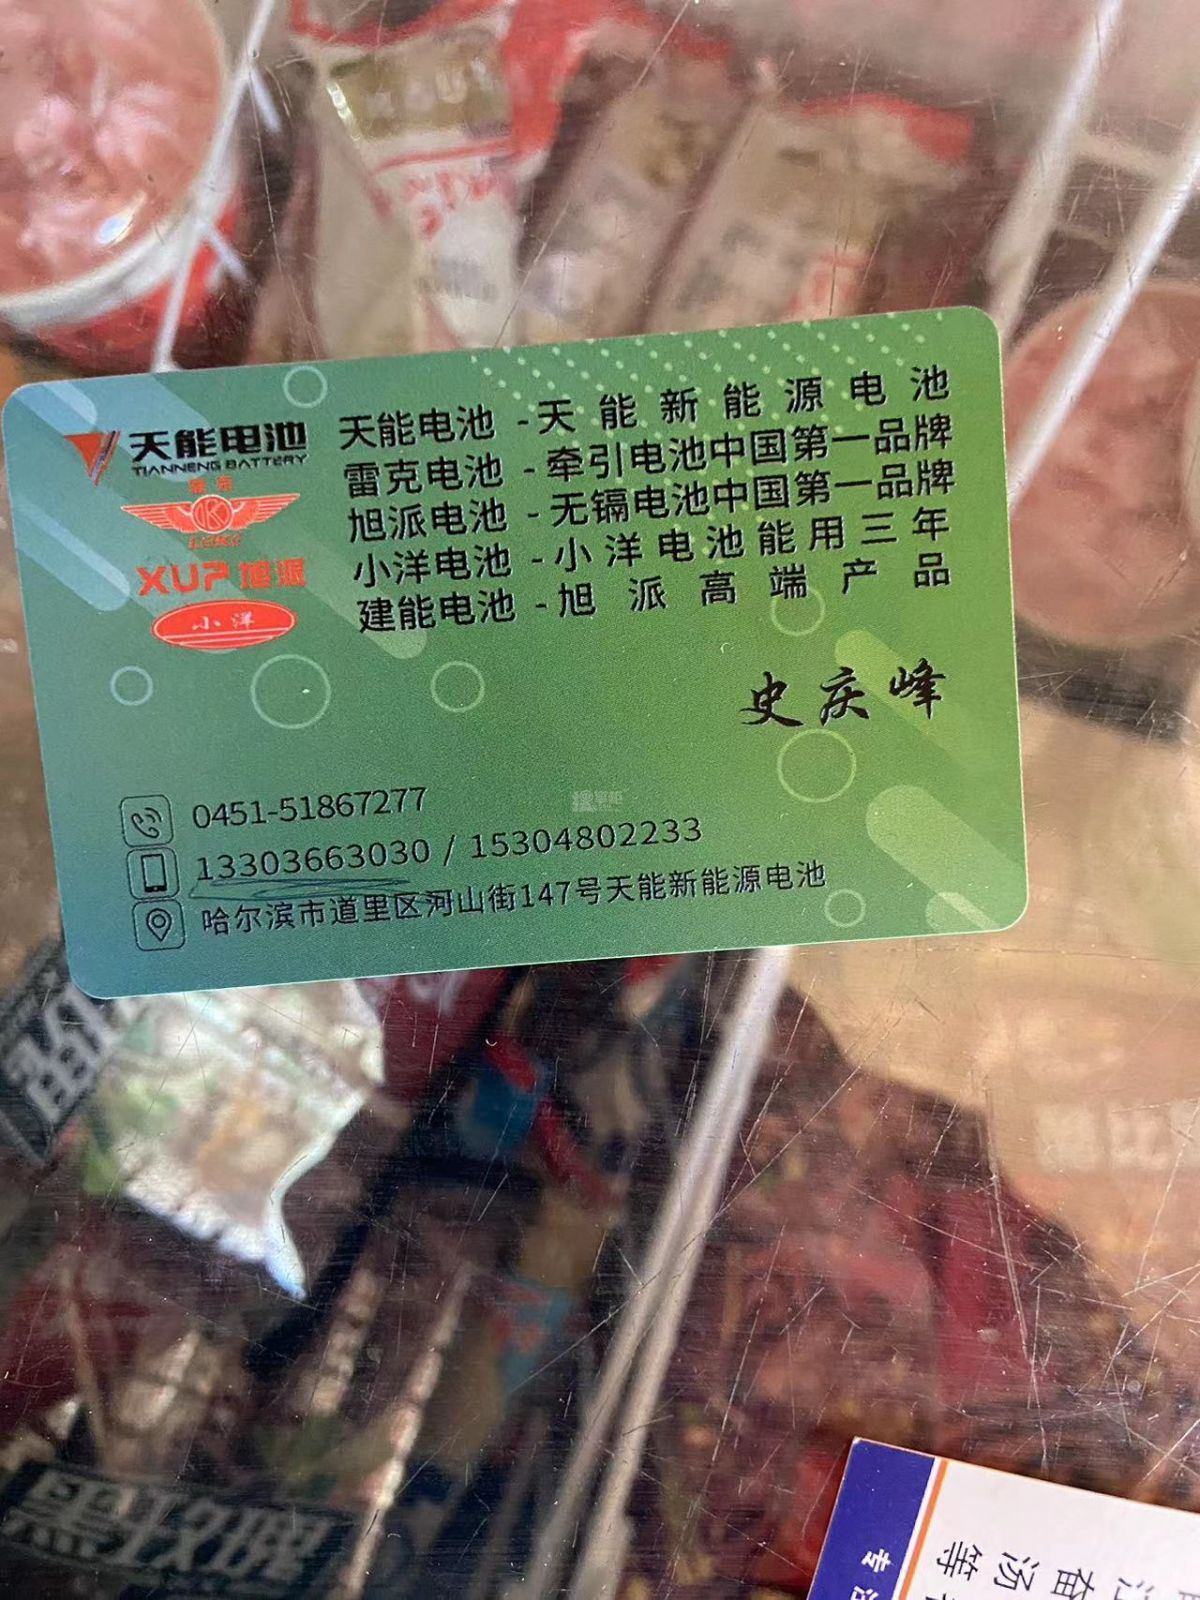 天能电池
TIANNENG BATTERY
雷克
XUP 旭派
小洋
天能电池 - 天能新能源电池
雷克电池 - 牵引电池中国第一品牌
旭派电池 - 无镉电池中国第一品牌
小洋电池 - 小洋电池能用三年
建能电池 - 旭派高端产品
史庆峰
0451-51867277
13303663030 / 15304802233
哈尔滨市道里区河山街147号天能新能源电池